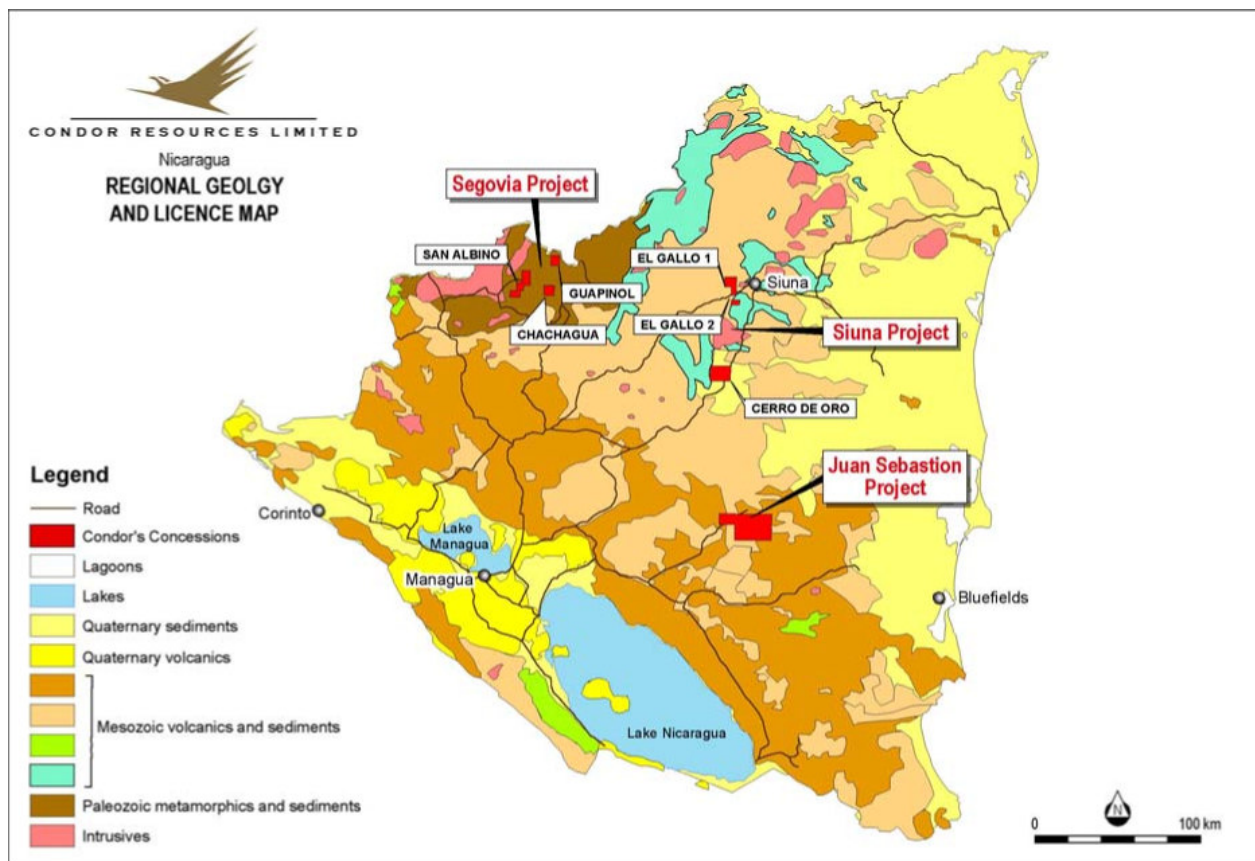 CONDOR RESOURCES LIMITED
Nicaragua
REGIONAL GEOLGY
AND LICENCE MAP
Segovia Project
SAN ALBINO
EL GALLO 1
Siuna
GUAPINOL
EL GALLO 2
CHACHAGUA
Siuna Project
CERRO DE ORO
Juan Sebastion
Project
Corinto
Lake
Managua
Managua
Bluefields
Lake Nicaragua
Legend
Road
Condor's Concessions
Lagoons
Lakes
Quaternary sediments
Quaternary volcanics
Mesozoic volcanics and sediments
Paleozoic metamorphics and sediments
Intrusives
N
0
100 km